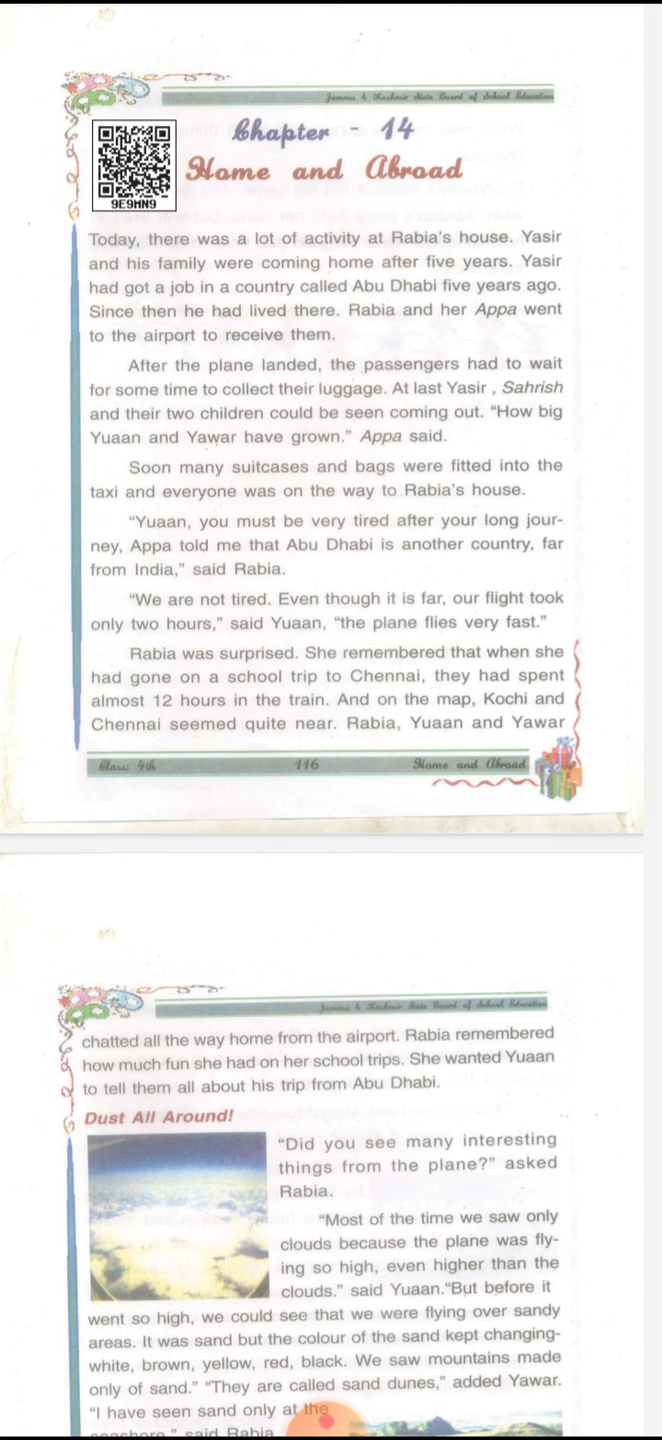 Jammu & Kashmir State Board of School Education
Chapter - 14
Home and Abroad
9E9MN9
Today, there was a lot of activity at Rabia's house. Yasir
and his family were coming home after five years. Yasir
had got a job in a country called Abu Dhabi five years ago.
Since then he had lived there. Rabia and her Appa went
to the airport to receive them.
After the plane landed, the passengers had to wait
for some time to collect their luggage. At last Yasir , Sahrish
and their two children could be seen coming out. “How big
Yuaan and Yawar have grown.” Appa said.
Soon many suitcases and bags were fitted into the
taxi and everyone was on the way to Rabia's house.
“Yuaan, you must be very tired after your long jour-
ney, Appa told me that Abu Dhabi is another country, far
from India,” said Rabia.
“We are not tired. Even though it is far, our flight took
only two hours,” said Yuaan, “the plane flies very fast.”
Rabia was surprised. She remembered that when she
had gone on a school trip to Chennai, they had spent
almost 12 hours in the train. And on the map, Kochi and
Chennai seemed quite near. Rabia, Yuaan and Yawar
Class: 4th 116 Home and Abroad
Jammu & Kashmir State Board of School Education
chatted all the way home from the airport. Rabia remembered
how much fun she had on her school trips. She wanted Yuaan
to tell them all about his trip from Abu Dhabi.
Dust All Around!
“Did you see many interesting
things from the plane?” asked
Rabia.
“Most of the time we saw only
clouds because the plane was fly-
ing so high, even higher than the
clouds.” said Yuaan.“But before it
went so high, we could see that we were flying over sandy
areas. It was sand but the colour of the sand kept changing-
white, brown, yellow, red, black. We saw mountains made
only of sand.” “They are called sand dunes,” added Yawar.
“I have seen sand only at the
seashore,” said Rabia